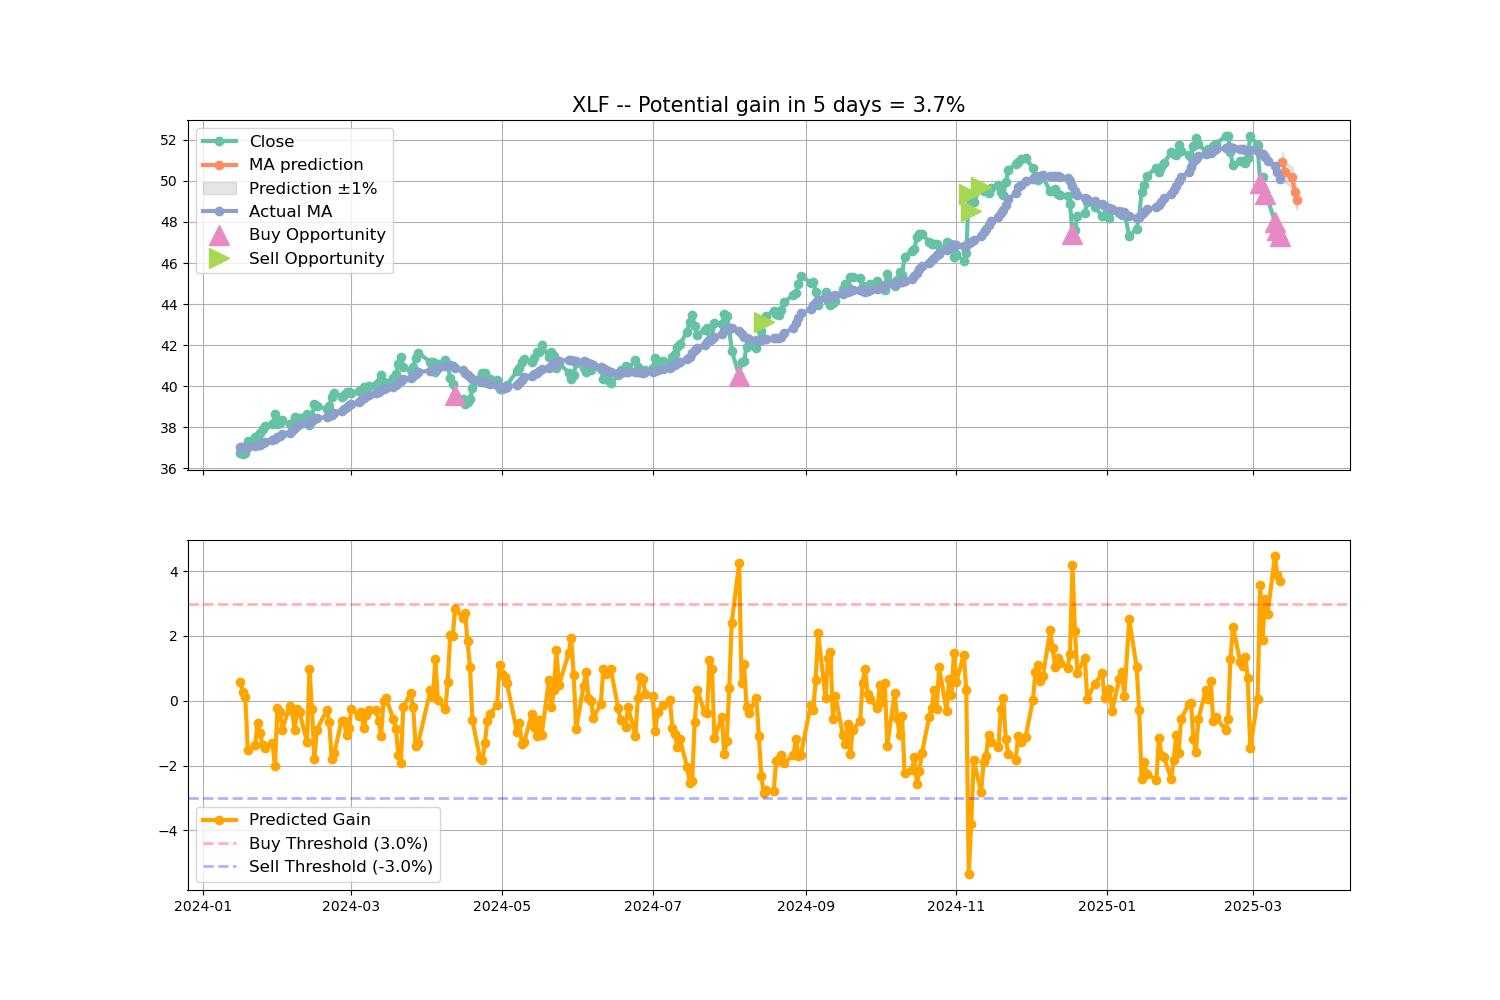 XLF -- Potential gain in 5 days = 3.7%
52
50
48
46
44
42
40
38
36
Close
MA prediction
Prediction ±1%
Actual MA
Buy Opportunity
Sell Opportunity
4
2
0
−2
−4
Predicted Gain
Buy Threshold (3.0%)
Sell Threshold (-3.0%)
2024-01 2024-03 2024-05 2024-07 2024-09 2024-11 2025-01 2025-03